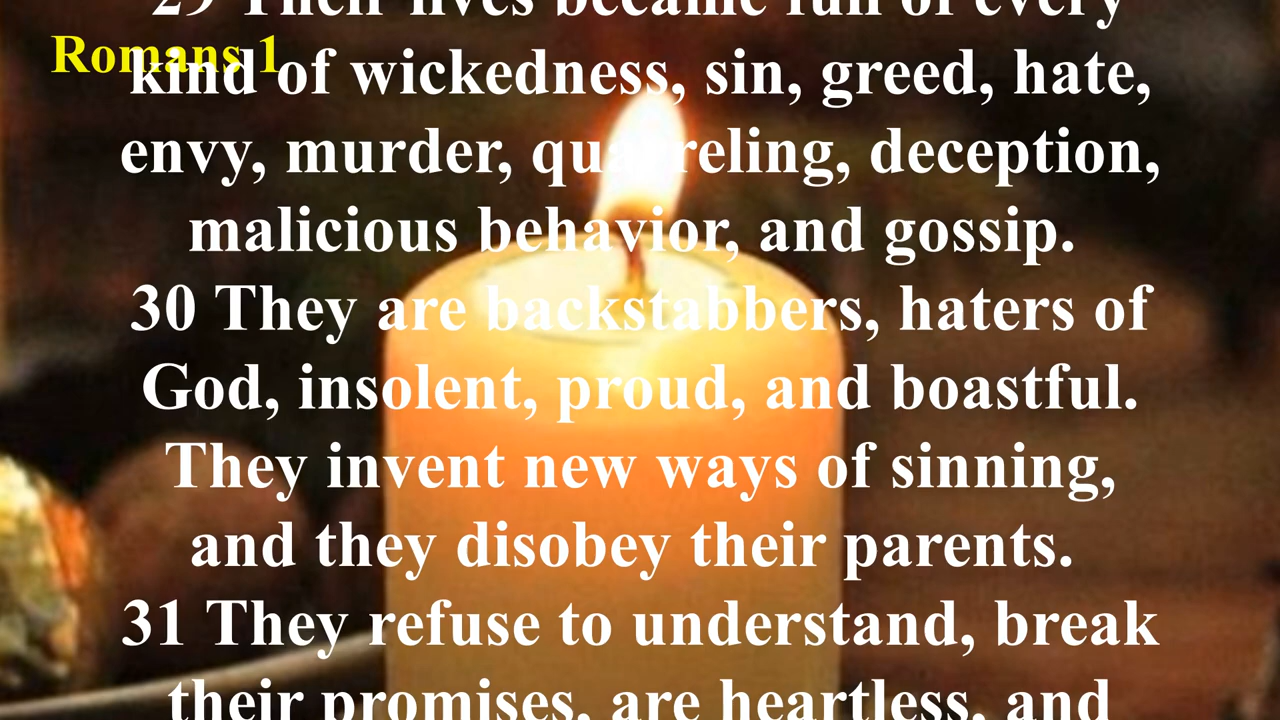 29 Their lives became full of every
Romans 1
kind of wickedness, sin, greed, hate,
envy, murder, quarreling, deception,
malicious behavior, and gossip.
30 They are backstabbers, haters of
God, insolent, proud, and boastful.
They invent new ways of sinning,
and they disobey their parents.
31 They refuse to understand, break
their promises, are heartless, and